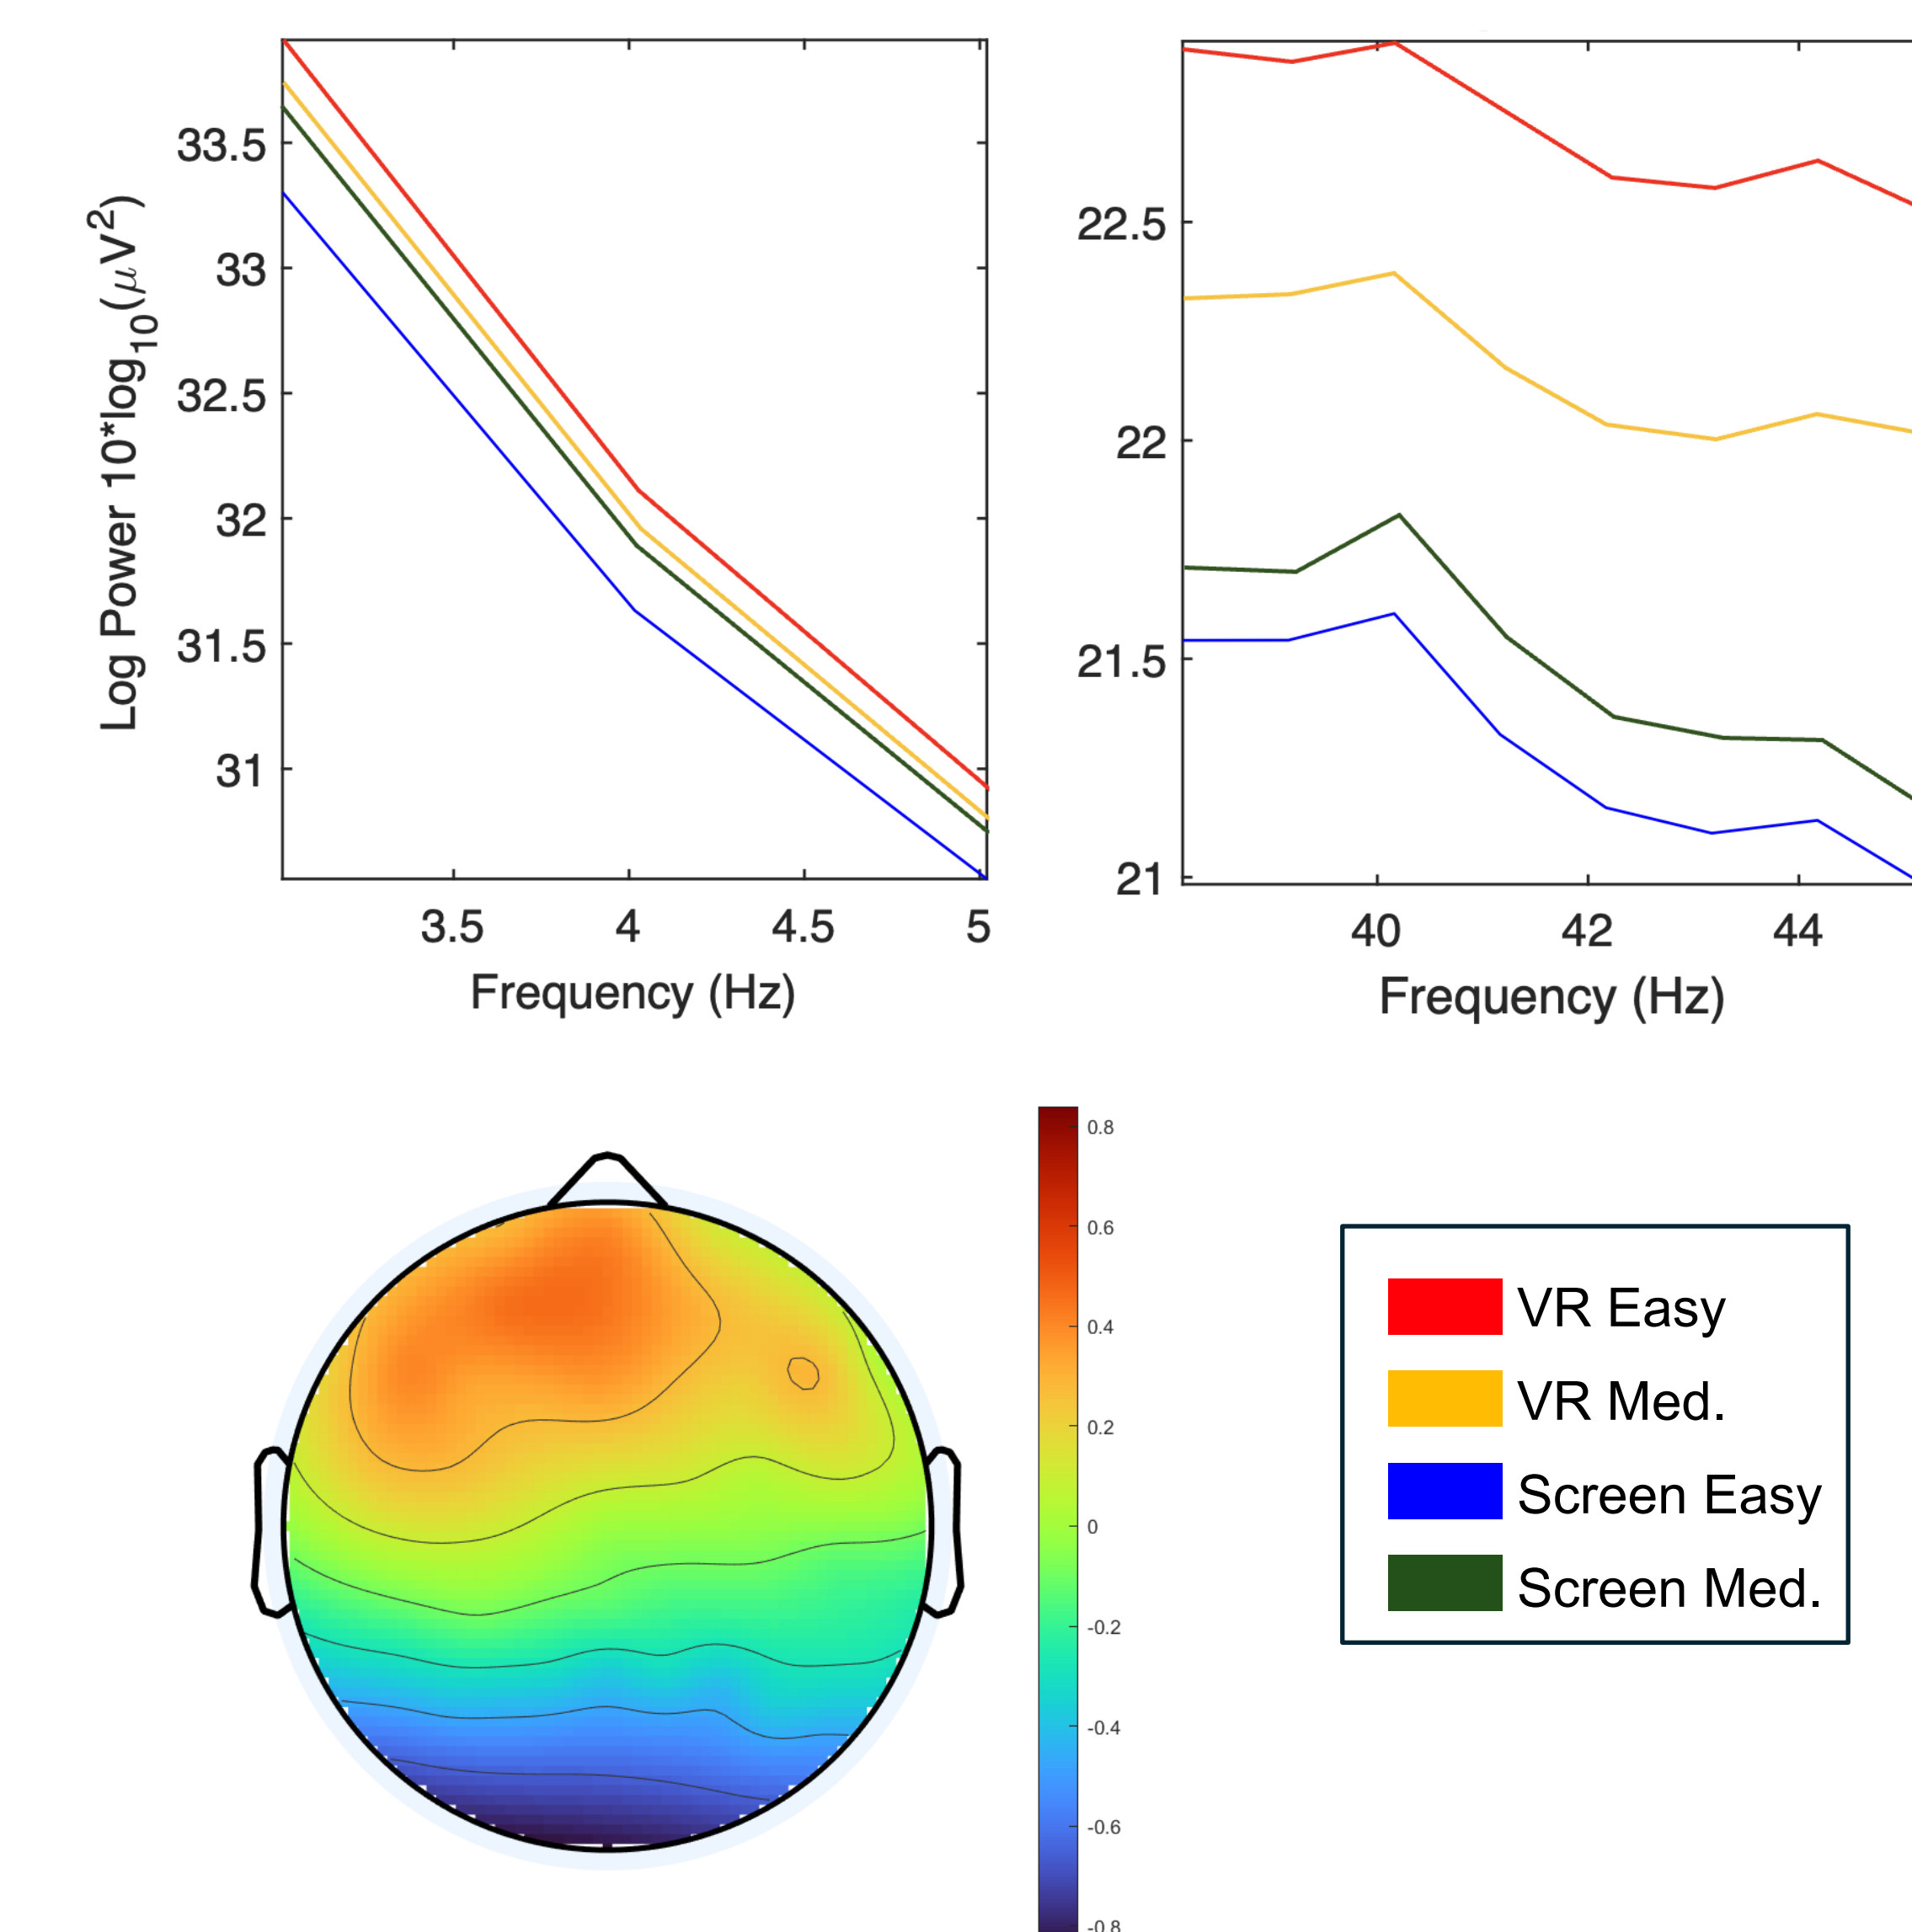 Log Power 10*log10(μV2)
33.5
33
32.5
32
31.5
31
3.5 4 4.5 5
Frequency (Hz)
22.5
22
21.5
21
40 42 44
Frequency (Hz)
0.8
0.6
0.4
0.2
0
-0.2
-0.4
-0.6
-0.8
VR Easy
VR Med.
Screen Easy
Screen Med.